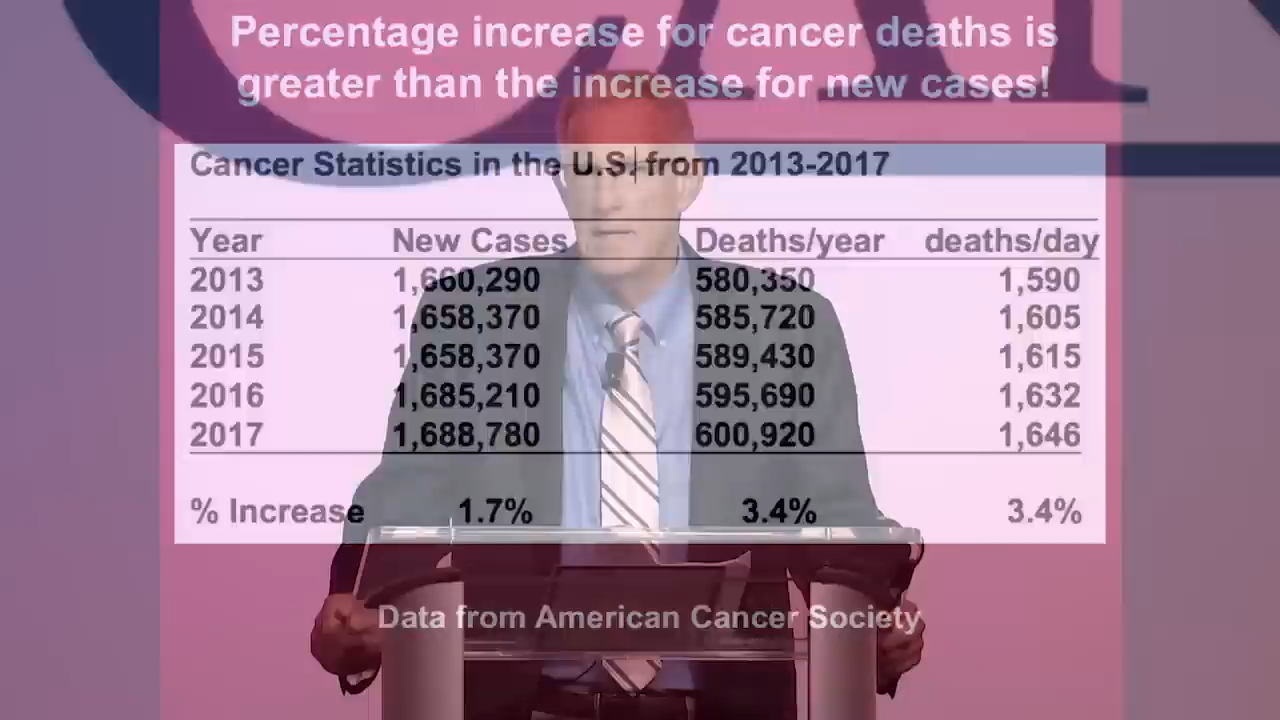 Percentage increase for cancer deaths is
greater than the increase for new cases!
Cancer Statistics in the U.S. from 2013-2017
Year New Cases Deaths/year deaths/day
2013 1,660,290 580,350 1,590
2014 1,658,370 585,720 1,605
2015 1,658,370 589,430 1,615
2016 1,685,210 595,690 1,632
2017 1,688,780 600,920 1,646
% Increase 1.7% 3.4% 3.4%
Data from American Cancer Society